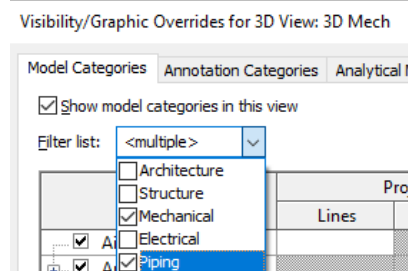 Visibility/Graphic Overrides for 3D View: 3D Mech
Model Categories Annotation Categories Analytical
Show model categories in this view
Filter list: <multiple>
Architecture
Structure
Mechanical
Electrical
Piping
Lines